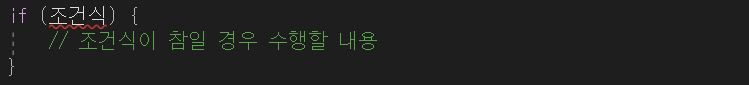 if (조건식) {
// 조건식이 참일 경우 수행할 내용
}